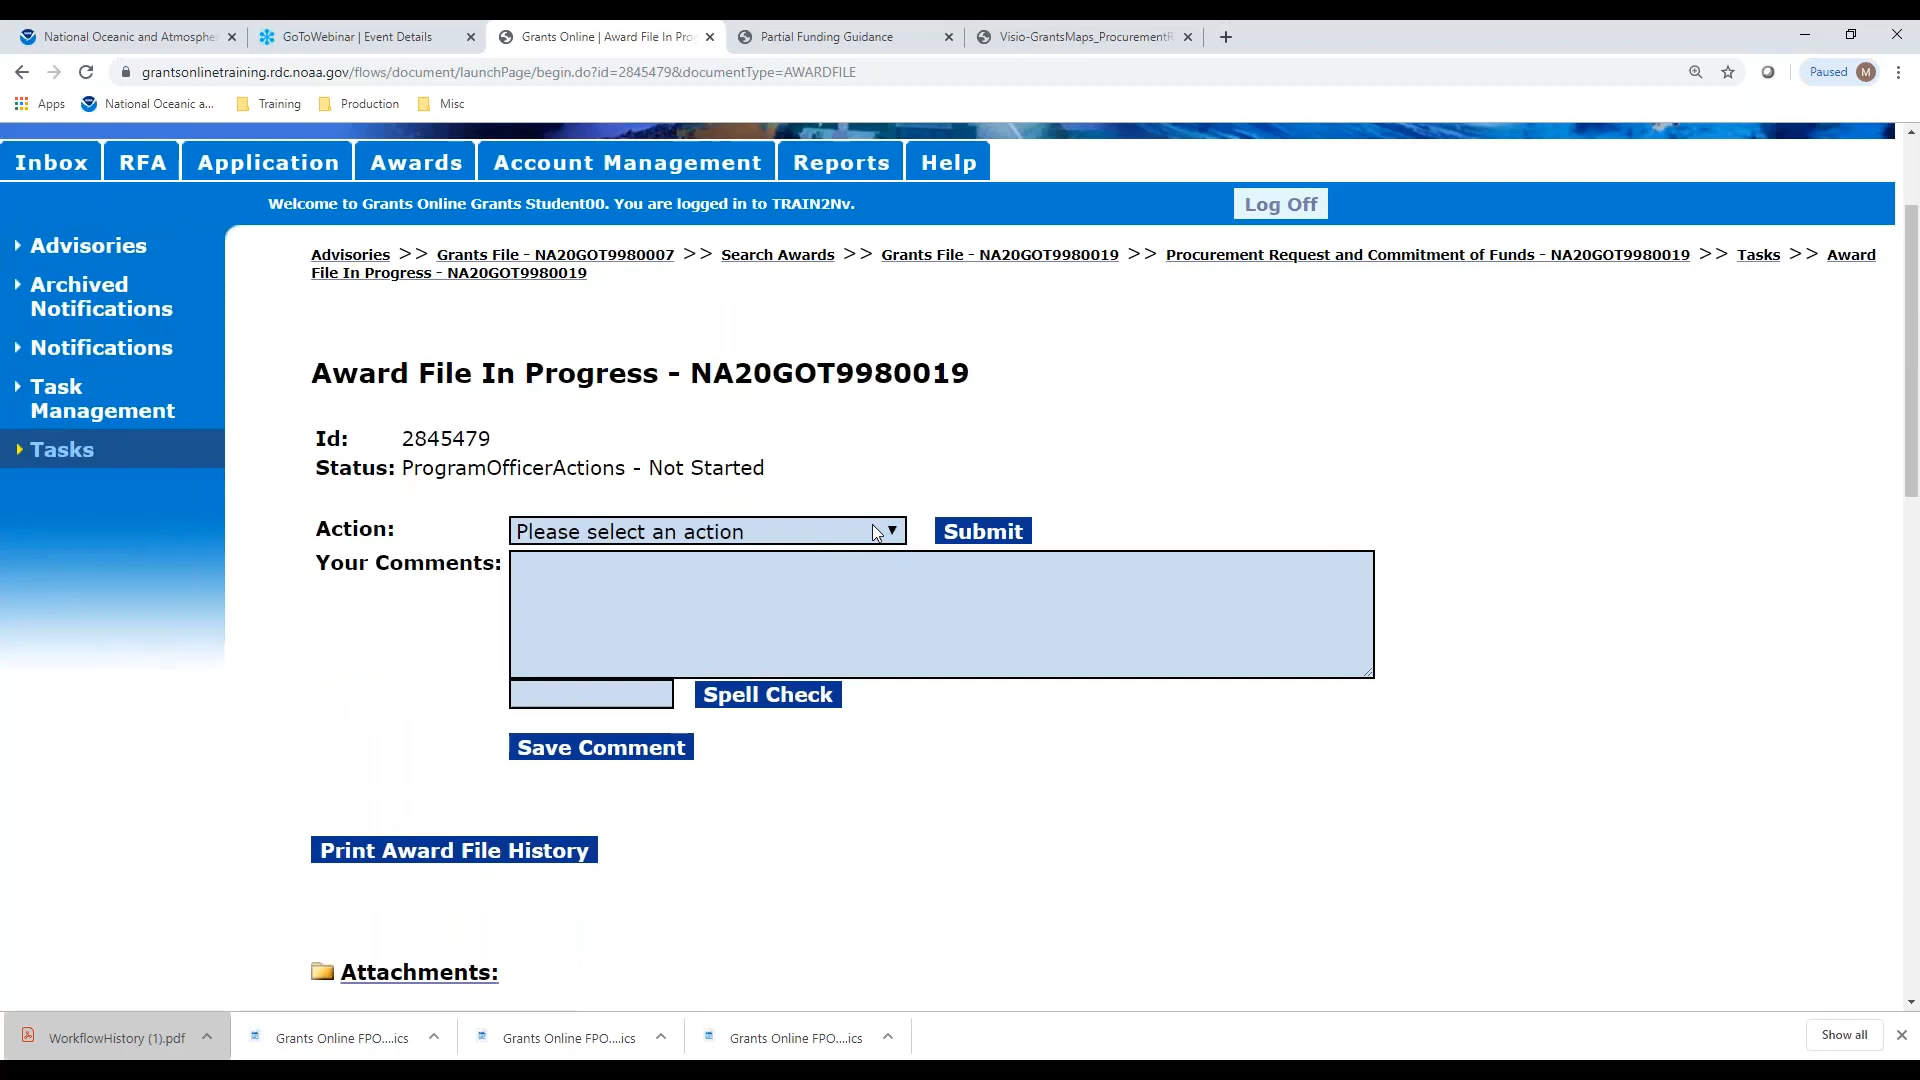 National Oceanic and Atmosphe
GoToWebinar | Event Details
Grants Online | Award File In Pro
Partial Funding Guidance
Visio-GrantsMaps_ProcurementR
grantsonlinetraining.rdc.noaa.gov/flows/document/launchPage/begin.do?id=2845479&documentType=AWARDFILE
Paused M
Apps
National Oceanic a...
Training
Production
Misc
Inbox
RFA
Application
Awards
Account Management
Reports
Help
Welcome to Grants Online Grants Student00. You are logged in to TRAIN2Nv.
Log Off
Advisories
Archived
Notifications
Notifications
Task
Management
Tasks
Advisories >> Grants File - NA20GOT9980007 >> Search Awards >> Grants File - NA20GOT9980019 >> Procurement Request and Commitment of Funds - NA20GOT9980019 >> Tasks >> Award
File In Progress - NA20GOT9980019
Award File In Progress - NA20GOT9980019
Id: 2845479
Status: ProgramOfficerActions - Not Started
Action: Please select an action Submit
Your Comments:
Spell Check
Save Comment
Print Award File History
Attachments:
WorkflowHistory (1).pdf
Grants Online FPO....ics
Grants Online FPO....ics
Grants Online FPO....ics
Show all